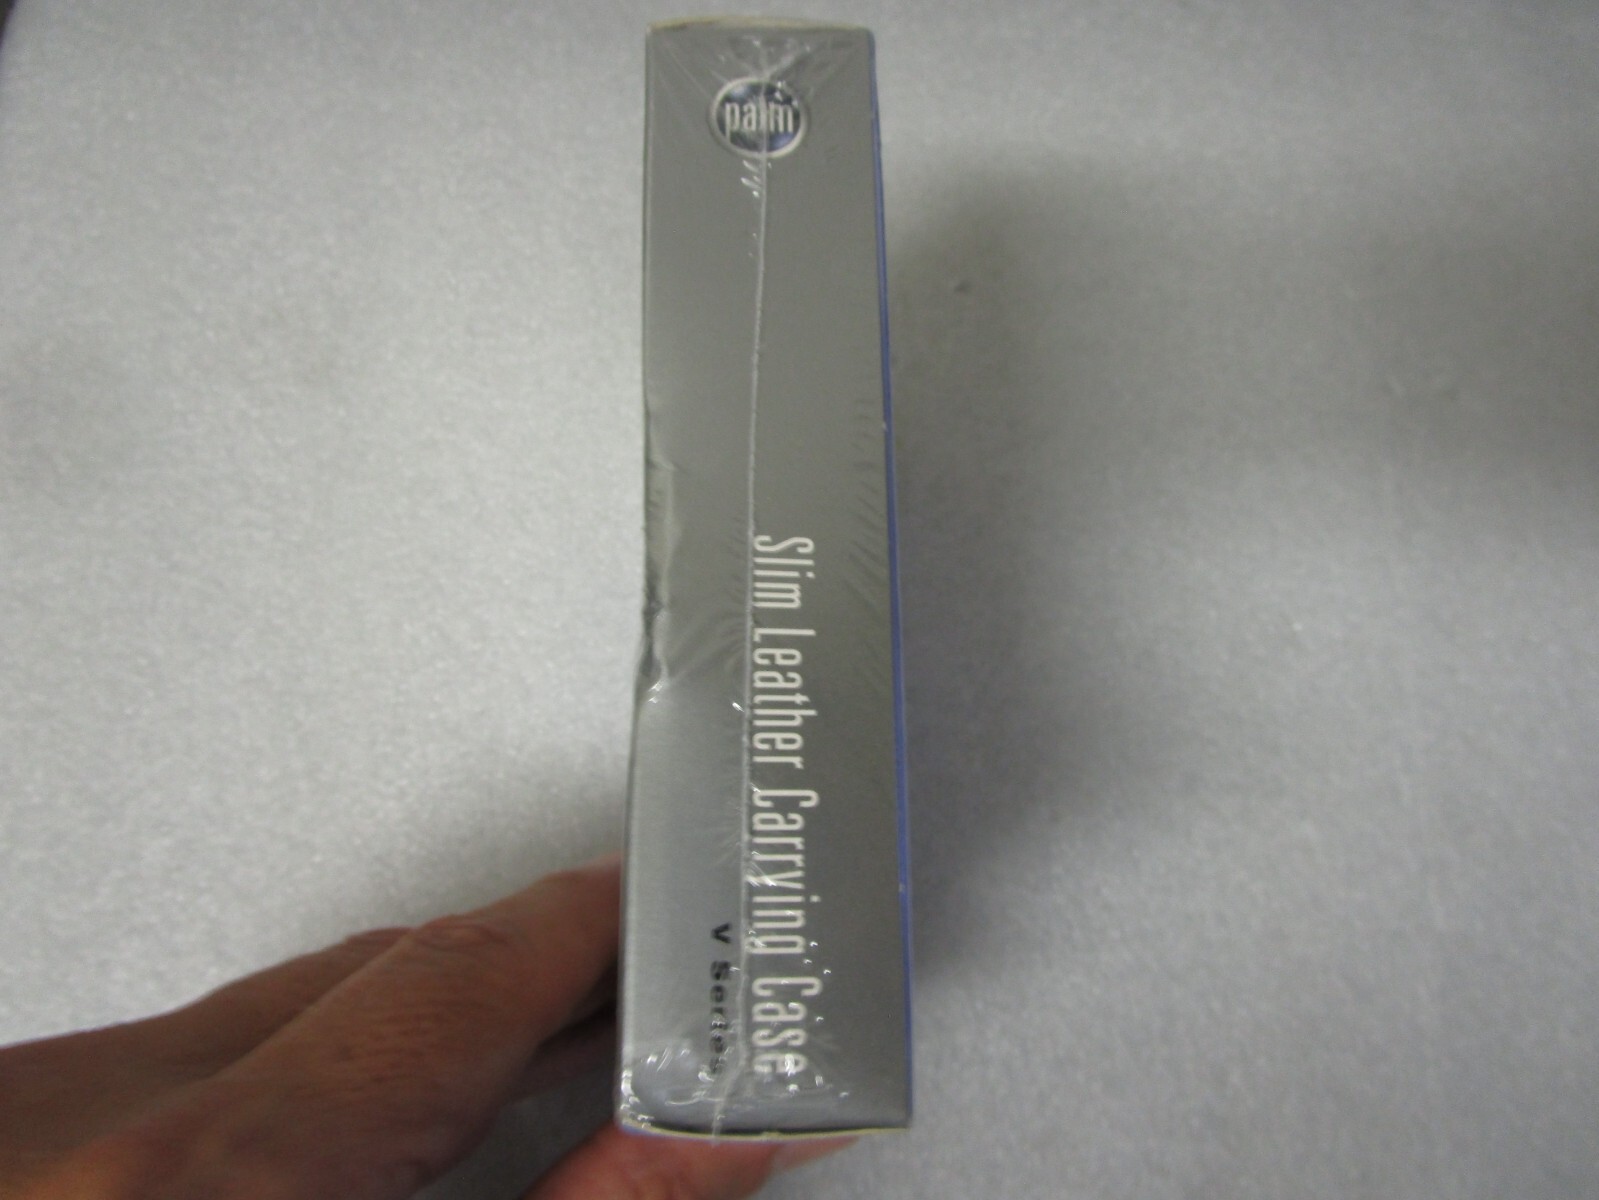 palm
Slim Leather Carrying Case
V Series